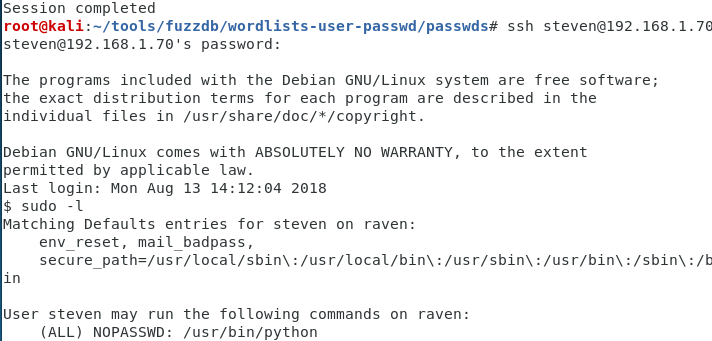 Session completed
root@kali:~/tools/fuzzdb/wordlists-user-passwd/passwds# ssh steven@192.168.1.70
steven@192.168.1.70's password:
The programs included with the Debian GNU/Linux system are free software;
the exact distribution terms for each program are described in the
individual files in /usr/share/doc/*/copyright.
Debian GNU/Linux comes with ABSOLUTELY NO WARRANTY, to the extent
permitted by applicable law.
Last login: Mon Aug 13 14:12:04 2018
$ sudo -l
Matching Defaults entries for steven on raven:
    env_reset, mail_badpass,
    secure_path=/usr/local/sbin\:/usr/local/bin\:/usr/sbin\:/usr/bin\:/sbin\:/b
in
User steven may run the following commands on raven:
    (ALL) NOPASSWD: /usr/bin/python